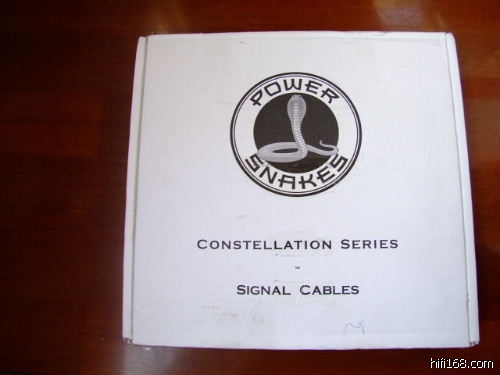 POWER
SNAKES
CONSTELLATION SERIES
SIGNAL CABLES
hifi168.com